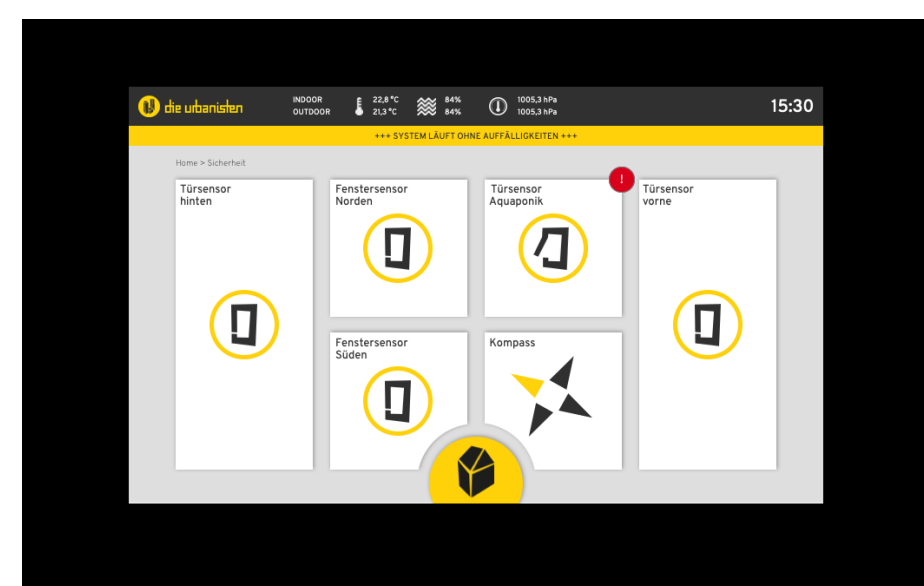 die urbanisten
INDOOR 22,8 °C 84% 1005,3 hPa
OUTDOOR 21,3 °C 84% 1005,3 hPa
15:30
+++ SYSTEM LÄUFT OHNE AUFFÄLLIGKEITEN +++
Home > Sicherheit
Türsensor
hinten
Fenstersensor
Norden
Türsensor
Aquaponik
!
Türsensor
vorne
Fenstersensor
Süden
Kompass